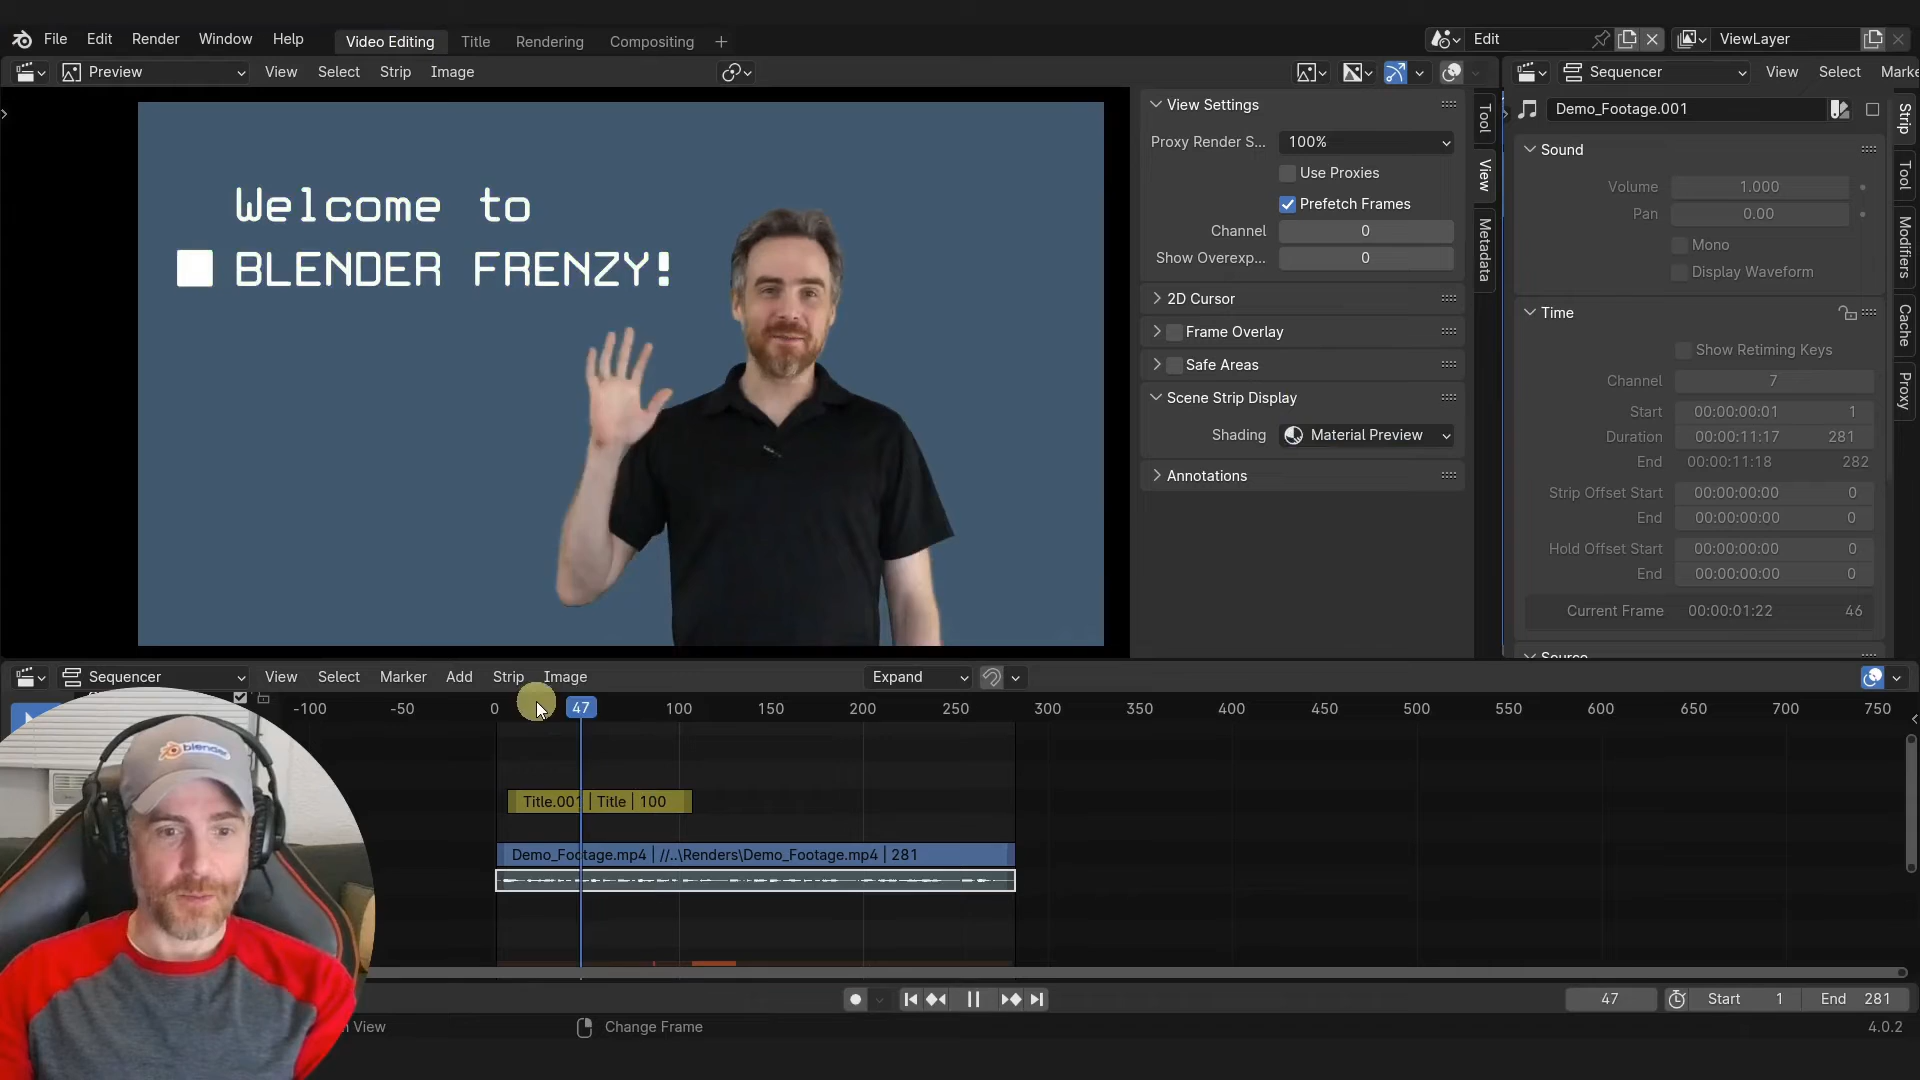 File Edit Render Window Help Video Editing Title Rendering Compositing + Edit ViewLayer
Preview View Select Strip Image Sequencer View Select Marke
Welcome to
BLENDER FRENZY!
View Settings
Proxy Render S... 100%
Use Proxies
Prefetch Frames
Channel 0
Show Overexp... 0
2D Cursor
Frame Overlay
Safe Areas
Scene Strip Display
Shading Material Preview
Annotations
Tool
View
Metadata
Demo_Footage.001
Sound
Volume 1.000
Pan 0.00
Mono
Display Waveform
Time
Show Retiming Keys
Channel 7
Start 00:00:00:01 1
Duration 00:00:11:17 281
End 00:00:11:18 282
Strip Offset Start 00:00:00:00 0
End 00:00:00:00 0
Hold Offset Start 00:00:00:00 0
End 00:00:00:00 0
Current Frame 00:00:01:22 46
Source
Strip
Tool
Modifiers
Cache
Proxy
Sequencer View Select Marker Add Strip Image Expand
-100 -50 0 47 100 150 200 250 300 350 400 450 500 550 600 650 700 750
Title.001 | Title | 100
Demo_Footage.mp4 | //..\Renders\Demo_Footage.mp4 | 281
blender
47 Start 1 End 281
View Change Frame 4.0.2